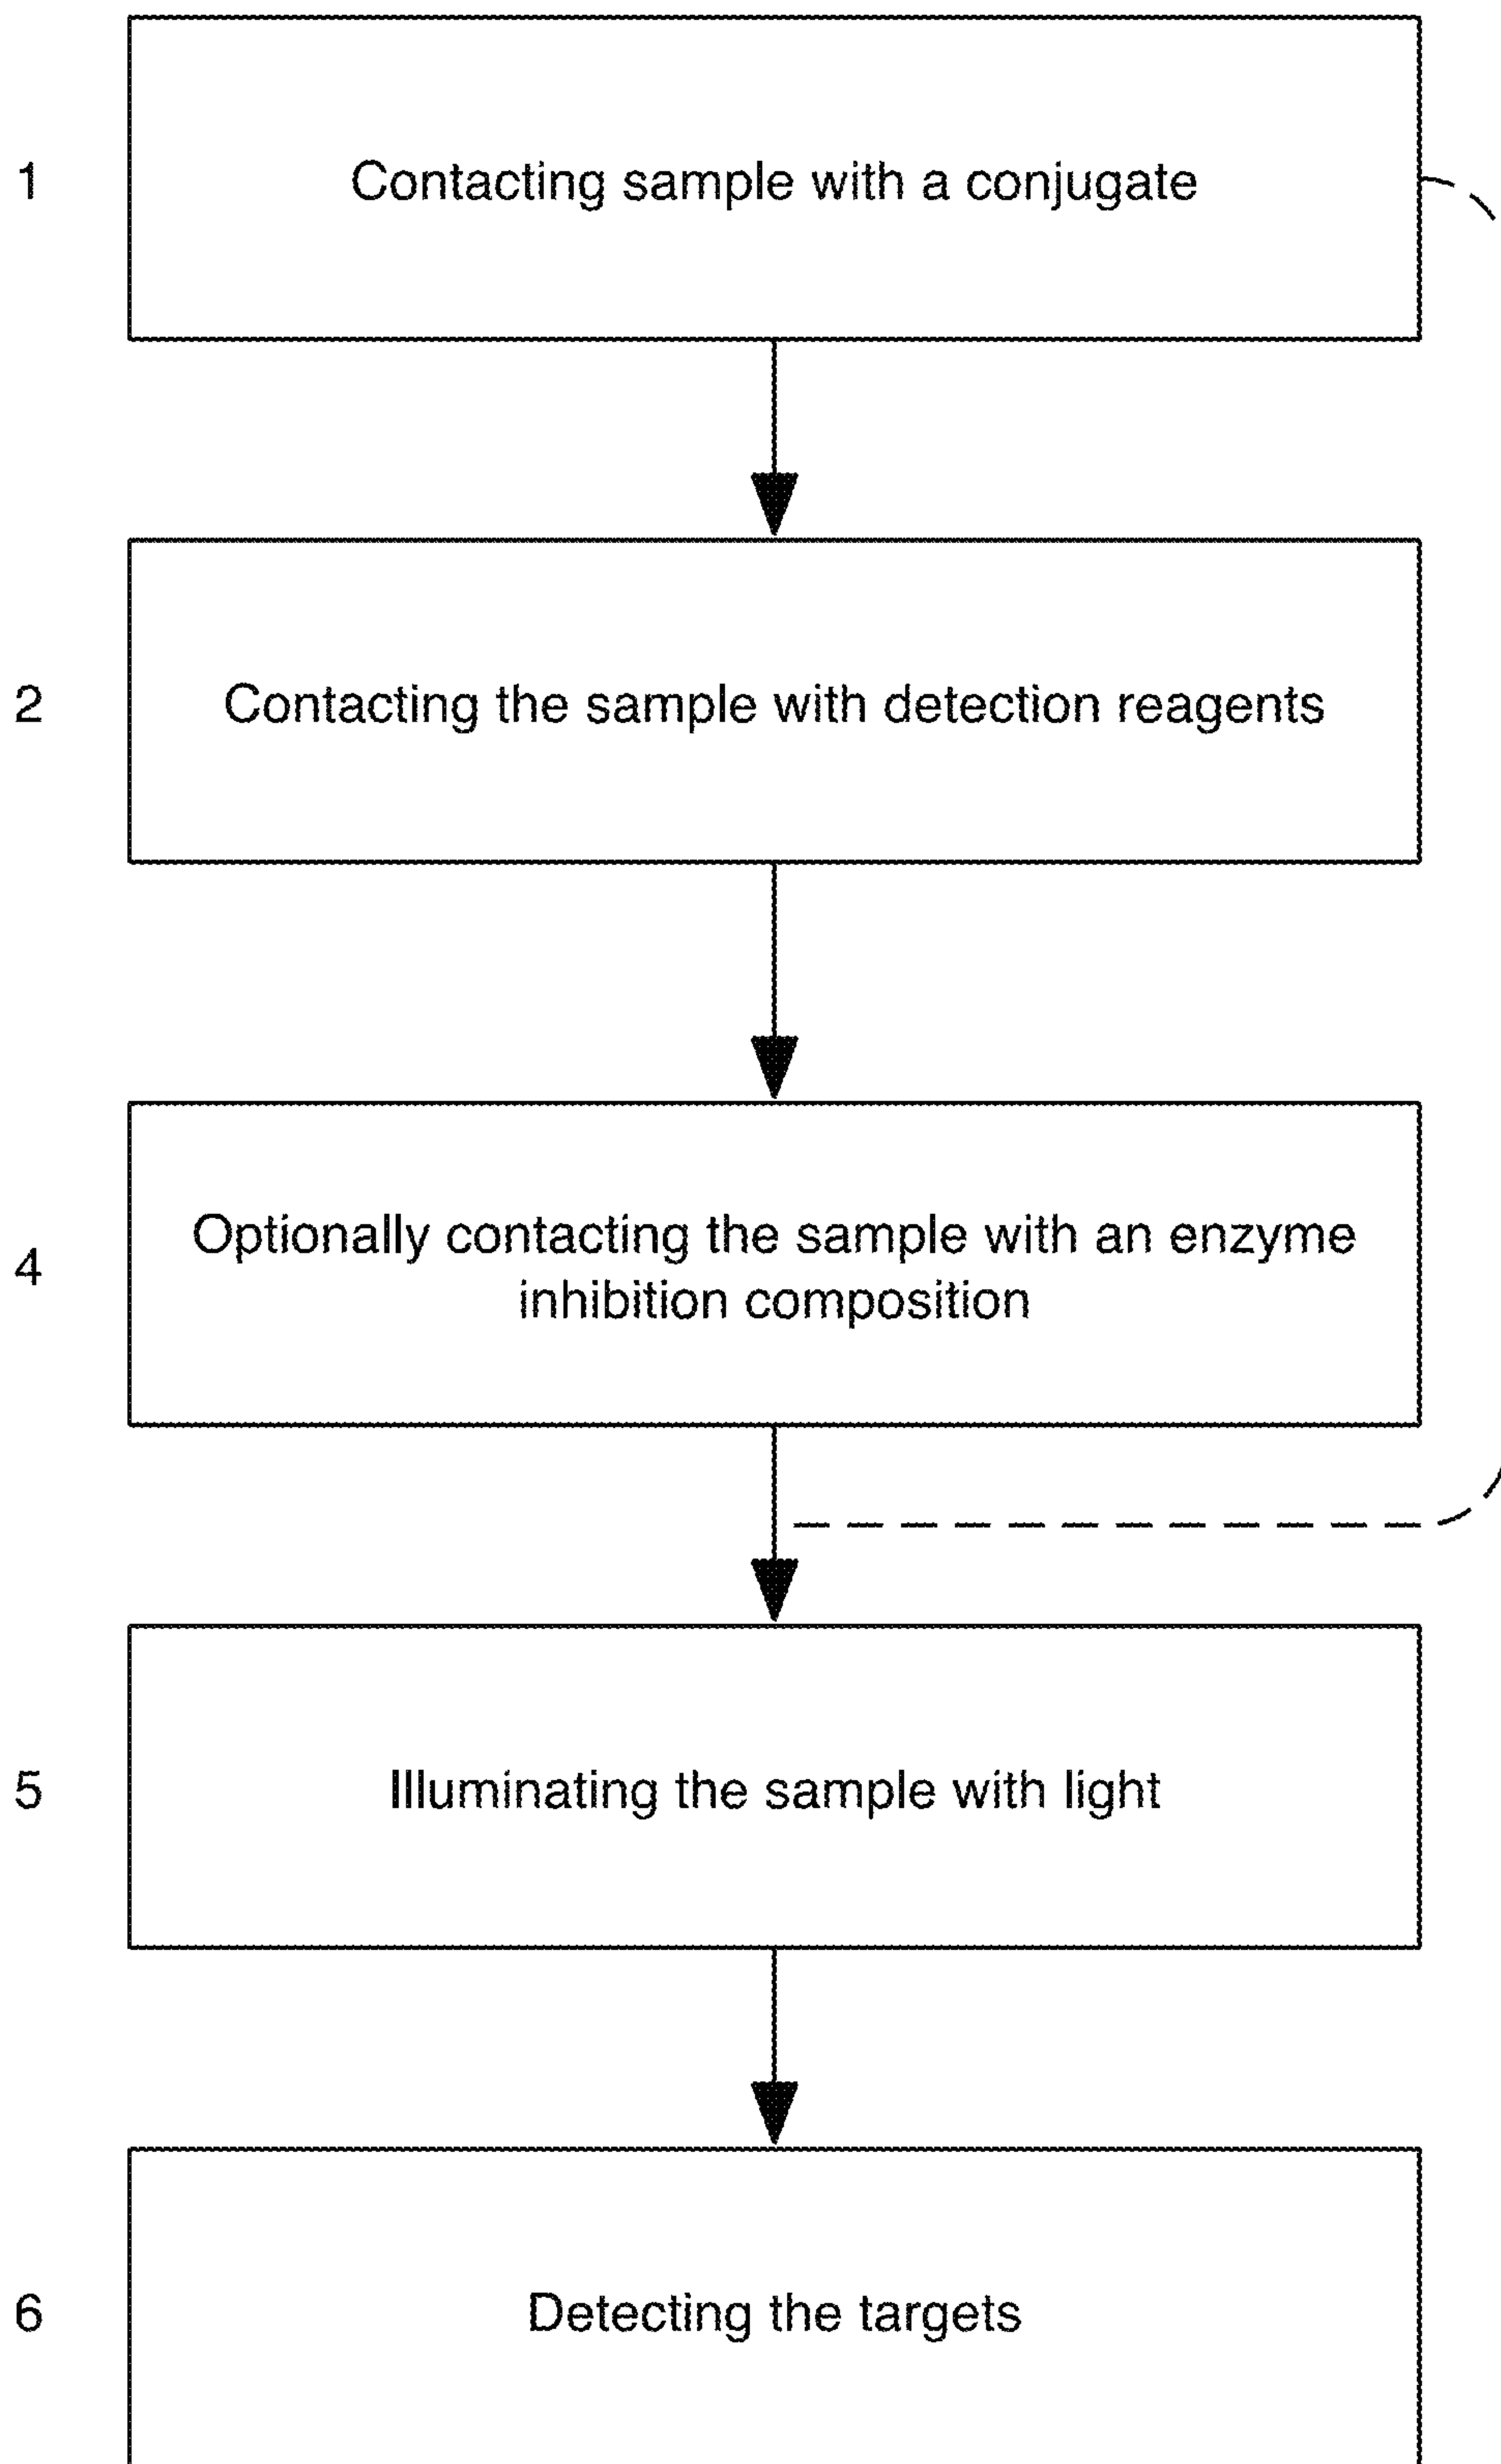 1
Contacting sample with a conjugate
2
Contacting the sample with detection reagents
4
Optionally contacting the sample with an enzyme
inhibition composition
5
Illuminating the sample with light
6
Detecting the targets